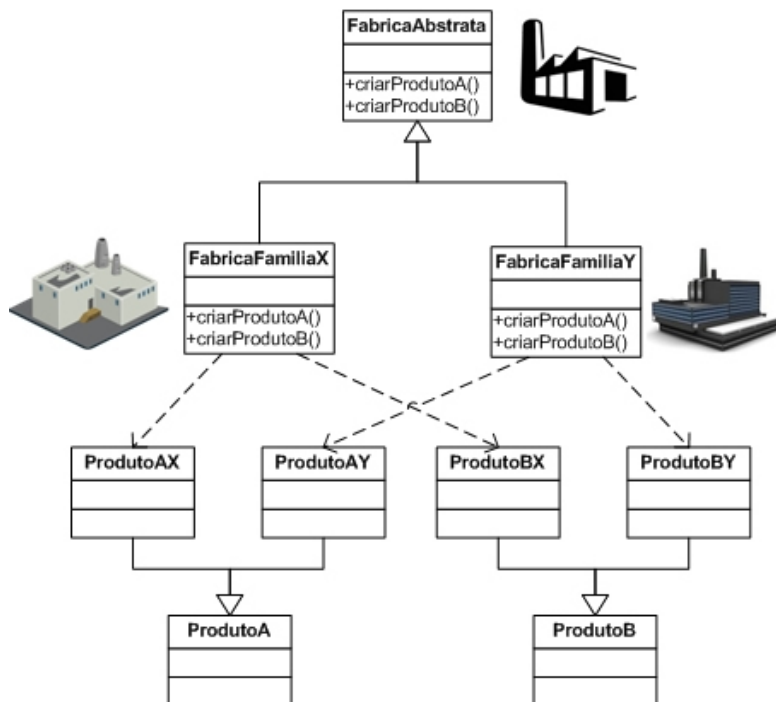 FabricaAbstrata
+criarProdutoA()
+criarProdutoB()
FabricaFamiliaX
+criarProdutoA()
+criarProdutoB()
FabricaFamiliaY
+criarProdutoA()
+criarProdutoB()
ProdutoAX
ProdutoAY
ProdutoBX
ProdutoBY
ProdutoA
ProdutoB